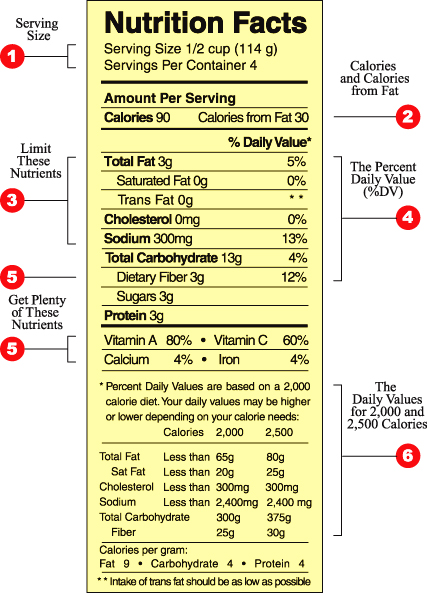 Nutrition Facts
Serving
Size
1
Serving Size 1/2 cup (114 g)
Servings Per Container 4
Calories
and Calories
from Fat
2
Amount Per Serving
Calories 90 Calories from Fat 30
% Daily Value*
Limit
These
Nutrients
3
Total Fat 3g 5%
Saturated Fat 0g 0%
Trans Fat 0g * *
Cholesterol 0mg 0%
Sodium 300mg 13%
The Percent
Daily Value
(%DV)
4
Total Carbohydrate 13g 4%
5
Dietary Fiber 3g 12%
Sugars 3g
Protein 3g
Get Plenty
of These
Nutrients
5
Vitamin A 80% • Vitamin C 60%
Calcium 4% • Iron 4%
* Percent Daily Values are based on a 2,000
calorie diet. Your daily values may be higher
or lower depending on your calorie needs:
Calories 2,000 2,500
Total Fat Less than 65g 80g
Sat Fat Less than 20g 25g
Cholesterol Less than 300mg 300mg
Sodium Less than 2,400mg 2,400 mg
Total Carbohydrate 300g 375g
Fiber 25g 30g
The
Daily Values
for 2,000 and
2,500 Calories
6
Calories per gram:
Fat 9 • Carbohydrate 4 • Protein 4
* * Intake of trans fat should be as low as possible